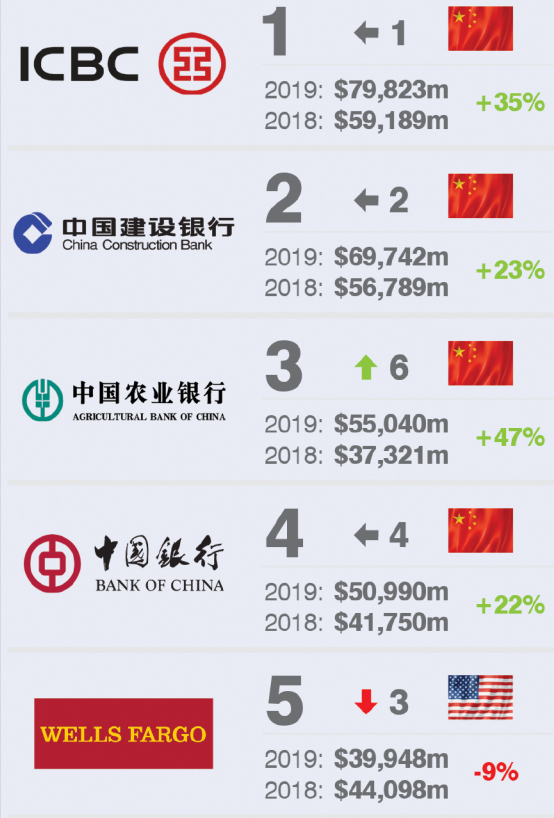 ICBC
1
1
2019: $79,823m
2018: $59,189m
+35%
中国建设银行
China Construction Bank
2
2
2019: $69,742m
2018: $56,789m
+23%
中国农业银行
AGRICULTURAL BANK OF CHINA
3
6
2019: $55,040m
2018: $37,321m
+47%
中國銀行
BANK OF CHINA
4
4
2019: $50,990m
2018: $41,750m
+22%
WELLS FARGO
5
3
2019: $39,948m
2018: $44,098m
-9%